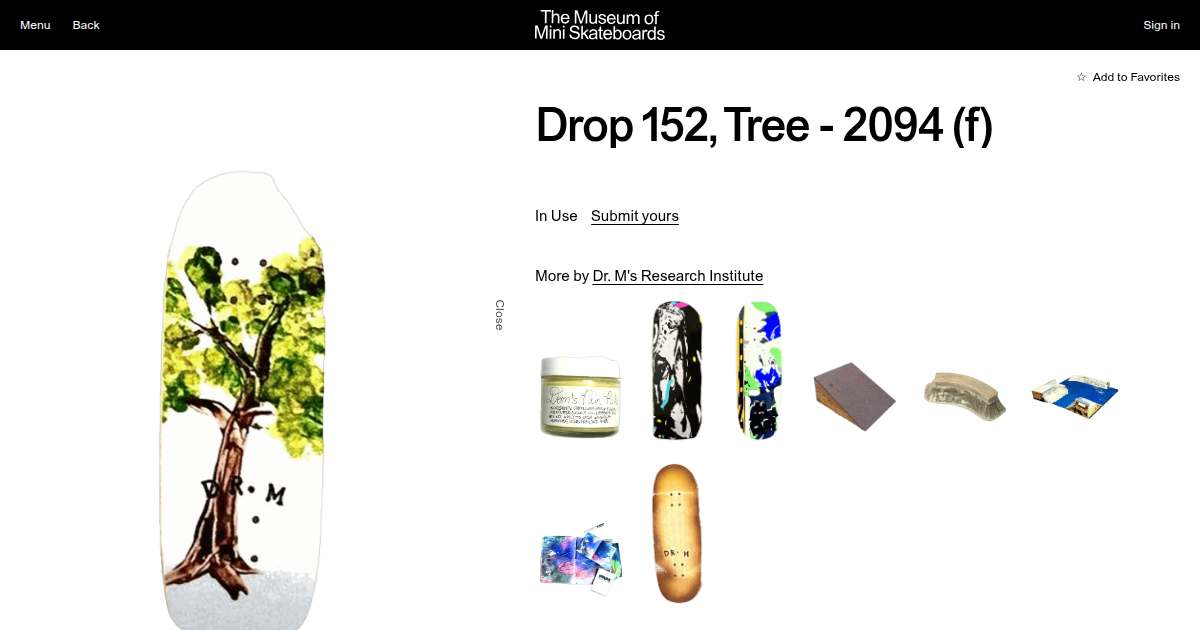 Menu
Back
The Museum of
Mini Skateboards
Sign in
☆ Add to Favorites
Drop 152, Tree - 2094 (f)
In Use
Submit yours
More by Dr. M's Research Institute
Close
DR. M
DR. M